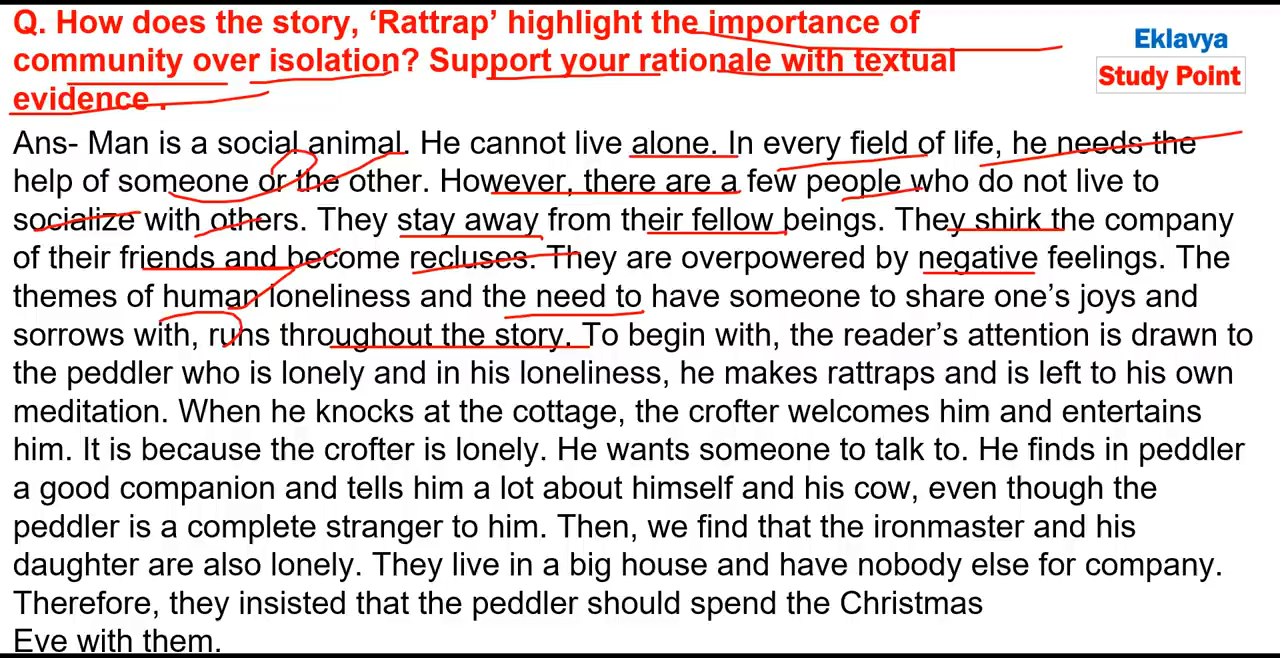 Q. How does the story, ‘Rattrap’ highlight the importance of
community over isolation? Support your rationale with textual
evidence .
Eklavya
Study Point
Ans- Man is a social animal. He cannot live alone. In every field of life, he needs the
help of someone or the other. However, there are a few people who do not live to
socialize with others. They stay away from their fellow beings. They shirk the company
of their friends and become recluses. They are overpowered by negative feelings. The
themes of human loneliness and the need to have someone to share one’s joys and
sorrows with, runs throughout the story. To begin with, the reader’s attention is drawn to
the peddler who is lonely and in his loneliness, he makes rattraps and is left to his own
meditation. When he knocks at the cottage, the crofter welcomes him and entertains
him. It is because the crofter is lonely. He wants someone to talk to. He finds in peddler
a good companion and tells him a lot about himself and his cow, even though the
peddler is a complete stranger to him. Then, we find that the ironmaster and his
daughter are also lonely. They live in a big house and have nobody else for company.
Therefore, they insisted that the peddler should spend the Christmas
Eve with them.